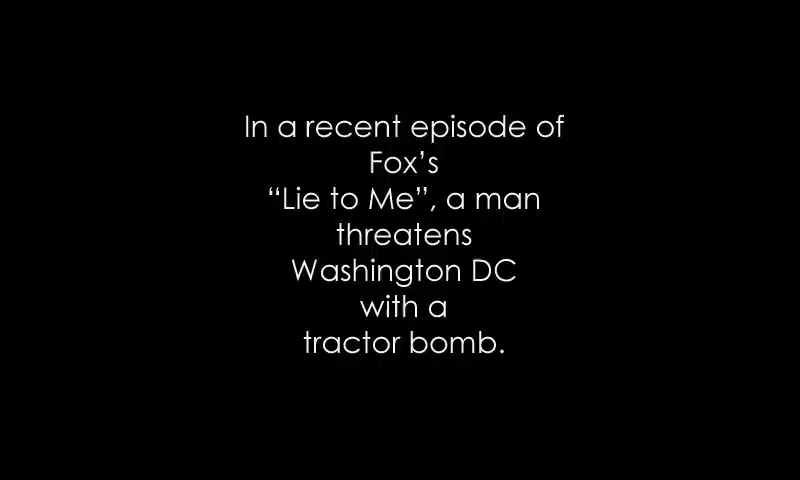 In a recent episode of
Fox’s
“Lie to Me”, a man
threatens
Washington DC
with a
tractor bomb.